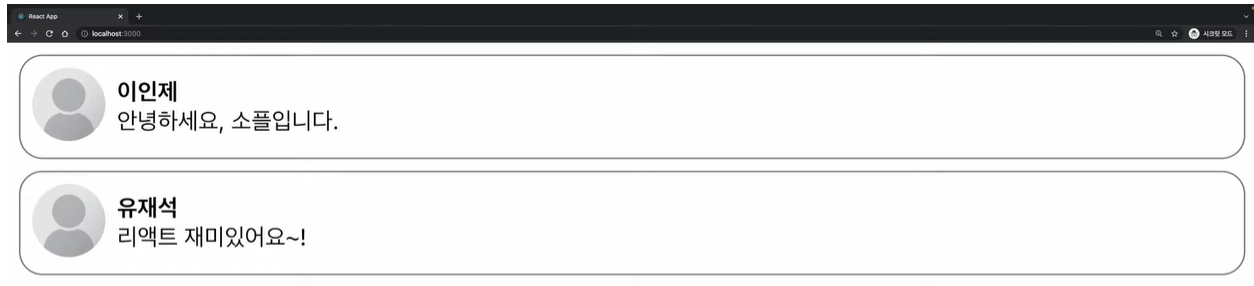 React App
localhost:3000
시크릿 모드
이인제
안녕하세요, 소플입니다.
유재석
리액트 재미있어요~!